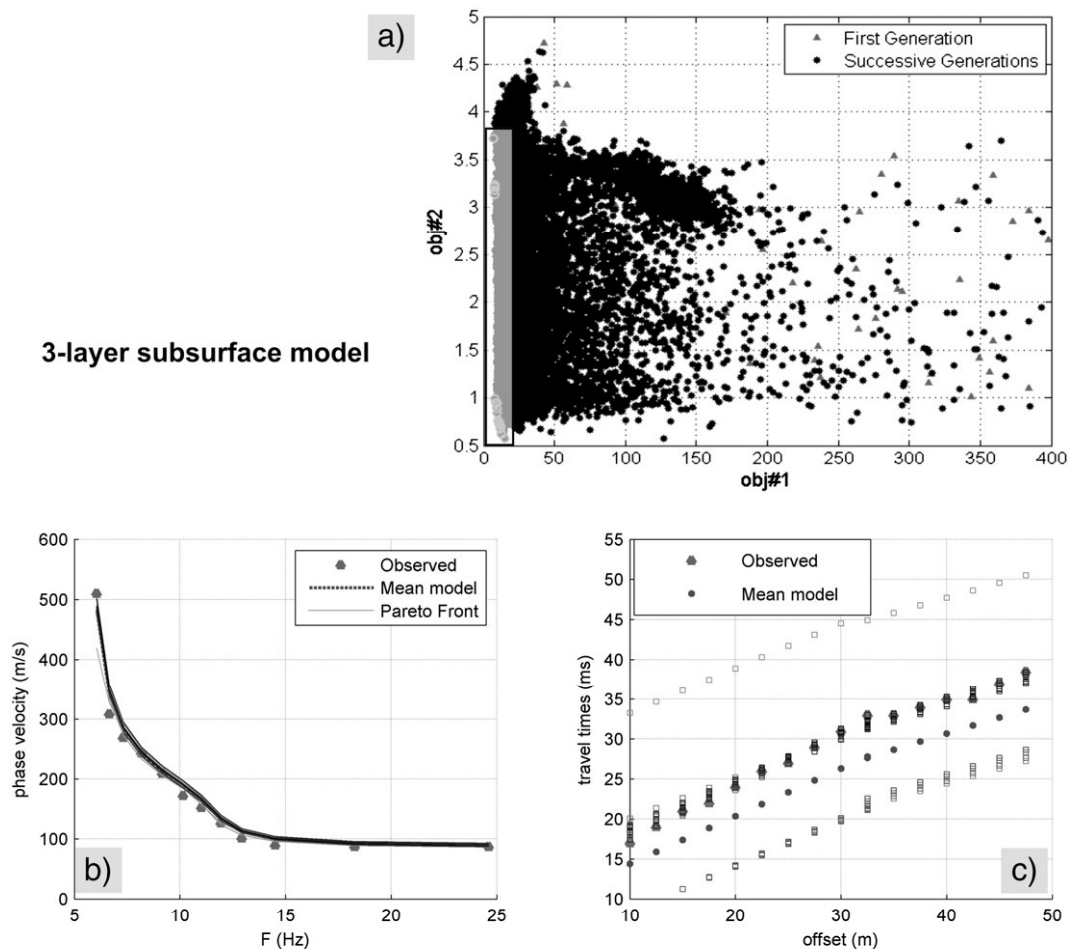 a)
5
4.5
4
3.5
3
2.5
2
1.5
1
0.5
obj#2
First Generation
Successive Generations
0 50 100 150 200 250 300 350 400
obj#1
3-layer subsurface model
600
500
400
300
200
100
0
phase velocity (m/s)
Observed
Mean model
Pareto Front
b)
5 10 15 20 25
F (Hz)
55
50
45
40
35
30
25
20
15
10
travel times (ms)
Observed
Mean model
c)
10 20 30 40 50
offset (m)